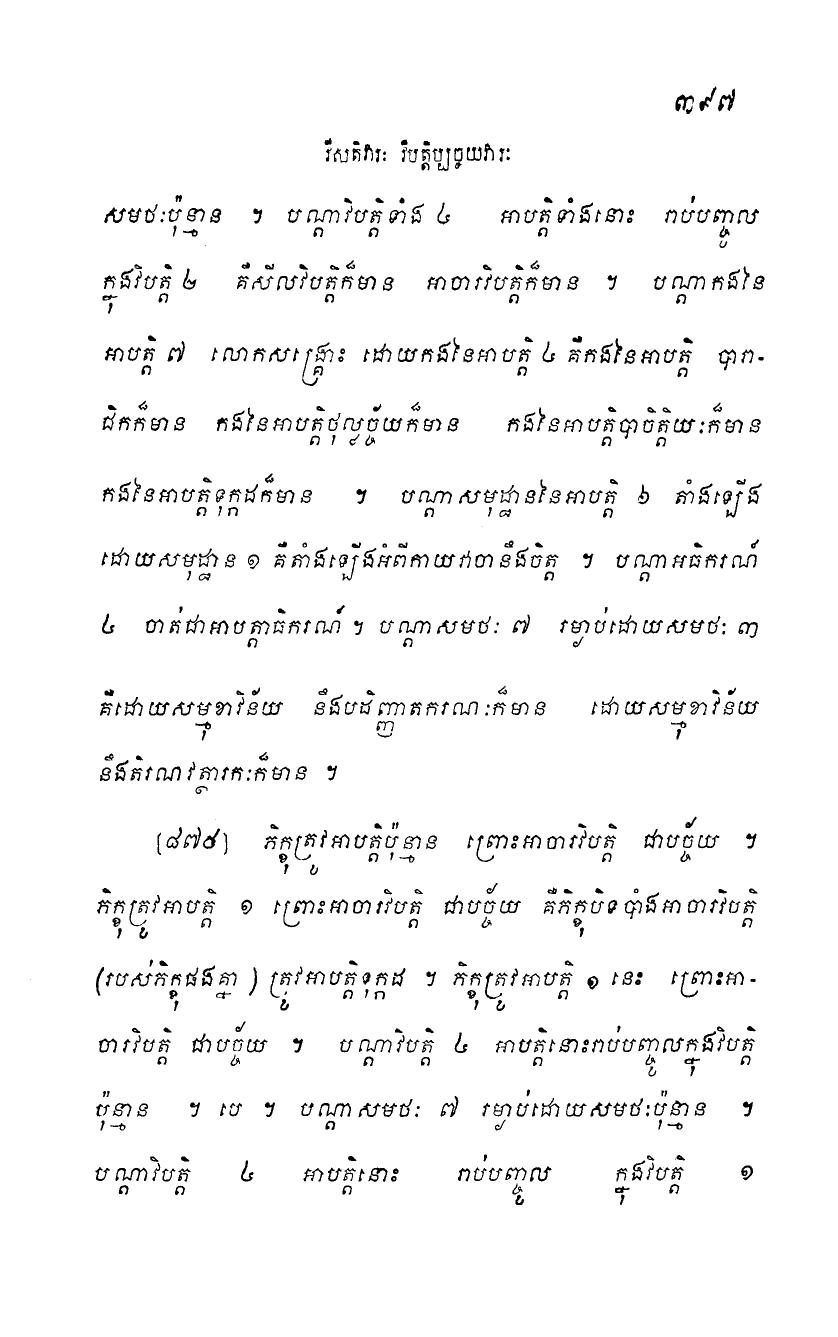 ៣៩៧
វីសតិវារៈ វិបត្តិប្បច្ចយវារៈ
សមថៈប៉ុន្មាន ។ បណ្ដាវិបត្តិទាំង ៤ អាបត្តិទាំងនោះ រាប់បញ្ចូល
ក្នុងវិបត្តិ ២ គឺសីលវិបត្តិក៏មាន អាចារវិបត្តិក៏មាន ។ បណ្ដាកងនៃ
អាបត្តិ ៧ លោកសង្គ្រោះ ដោយកងនៃអាបត្តិ ៤ គឺកងនៃអាបត្តិ បារា-
ជិកក៏មាន កងនៃអាបត្តិថុល្លច្ច័យក៏មាន កងនៃអាបត្តិបាចិត្តិយៈក៏មាន
កងនៃអាបត្តិទុក្កដក៏មាន ។ បណ្ដាសមុដ្ឋាននៃអាបត្តិ ៦ តាំងឡើង
ដោយសមុដ្ឋាន ១ គឺតាំងឡើងអំពីកាយវាចានឹងចិត្ត ។ បណ្ដាអធិករណ៍
៤ ចាត់ជាអាបត្តាធិករណ៍ ។ បណ្ដាសមថៈ ៧ រម្ងាប់ដោយសមថៈ ៣
គឺដោយសម្មុខាវិន័យ នឹងបដិញ្ញាតករណៈក៏មាន ដោយសម្មុខាវិន័យ
នឹងតិរណវត្ថារកៈក៏មាន ។
[៨៧៩] ភិក្ខុត្រូវអាបត្តិប៉ុន្មាន ព្រោះអាចារវិបត្តិ ជាបច្ច័យ ។
ភិក្ខុត្រូវអាបត្តិ ១ ព្រោះអាចារវិបត្តិ ជាបច្ច័យ គឺភិក្ខុបិទបាំងអាចារវិបត្តិ
(របស់ភិក្ខុផងគ្នា ) ត្រូវអាបត្តិទុក្កដ ។ ភិក្ខុត្រូវអាបត្តិ ១ នេះ ព្រោះអា-
ចារវិបត្តិ ជាបច្ច័យ ។ បណ្ដាវិបត្តិ ៤ អាបត្តិនោះរាប់បញ្ចូលក្នុងវិបត្តិ
ប៉ុន្មាន ។ បេ ។ បណ្ដាសមថៈ ៧ រម្ងាប់ដោយសមថៈប៉ុន្មាន ។
បណ្ដាវិបត្តិ ៤ អាបត្តិនោះ រាប់បញ្ចូល ក្នុងវិបត្តិ ១